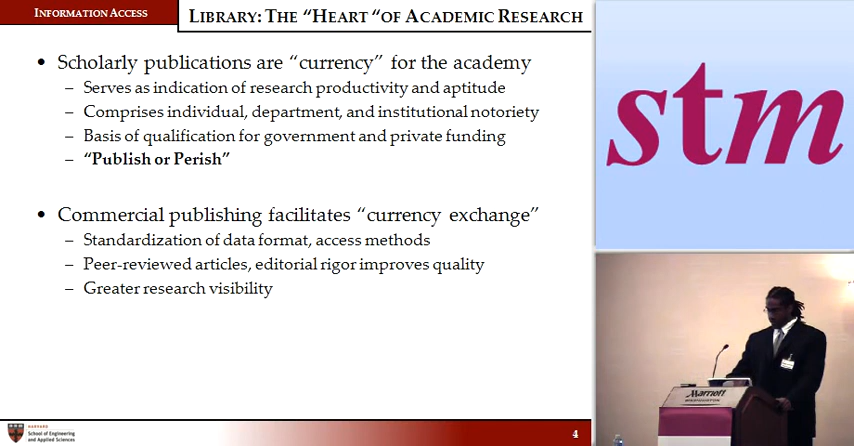 INFORMATION ACCESS
LIBRARY: THE “HEART “OF ACADEMIC RESEARCH
• Scholarly publications are “currency” for the academy
– Serves as indication of research productivity and aptitude
– Comprises individual, department, and institutional notoriety
– Basis of qualification for government and private funding
– “Publish or Perish”
• Commercial publishing facilitates “currency exchange”
– Standardization of data format, access methods
– Peer-reviewed articles, editorial rigor improves quality
– Greater research visibility
HARVARD
School of Engineering
and Applied Sciences
4
stm
Marriott